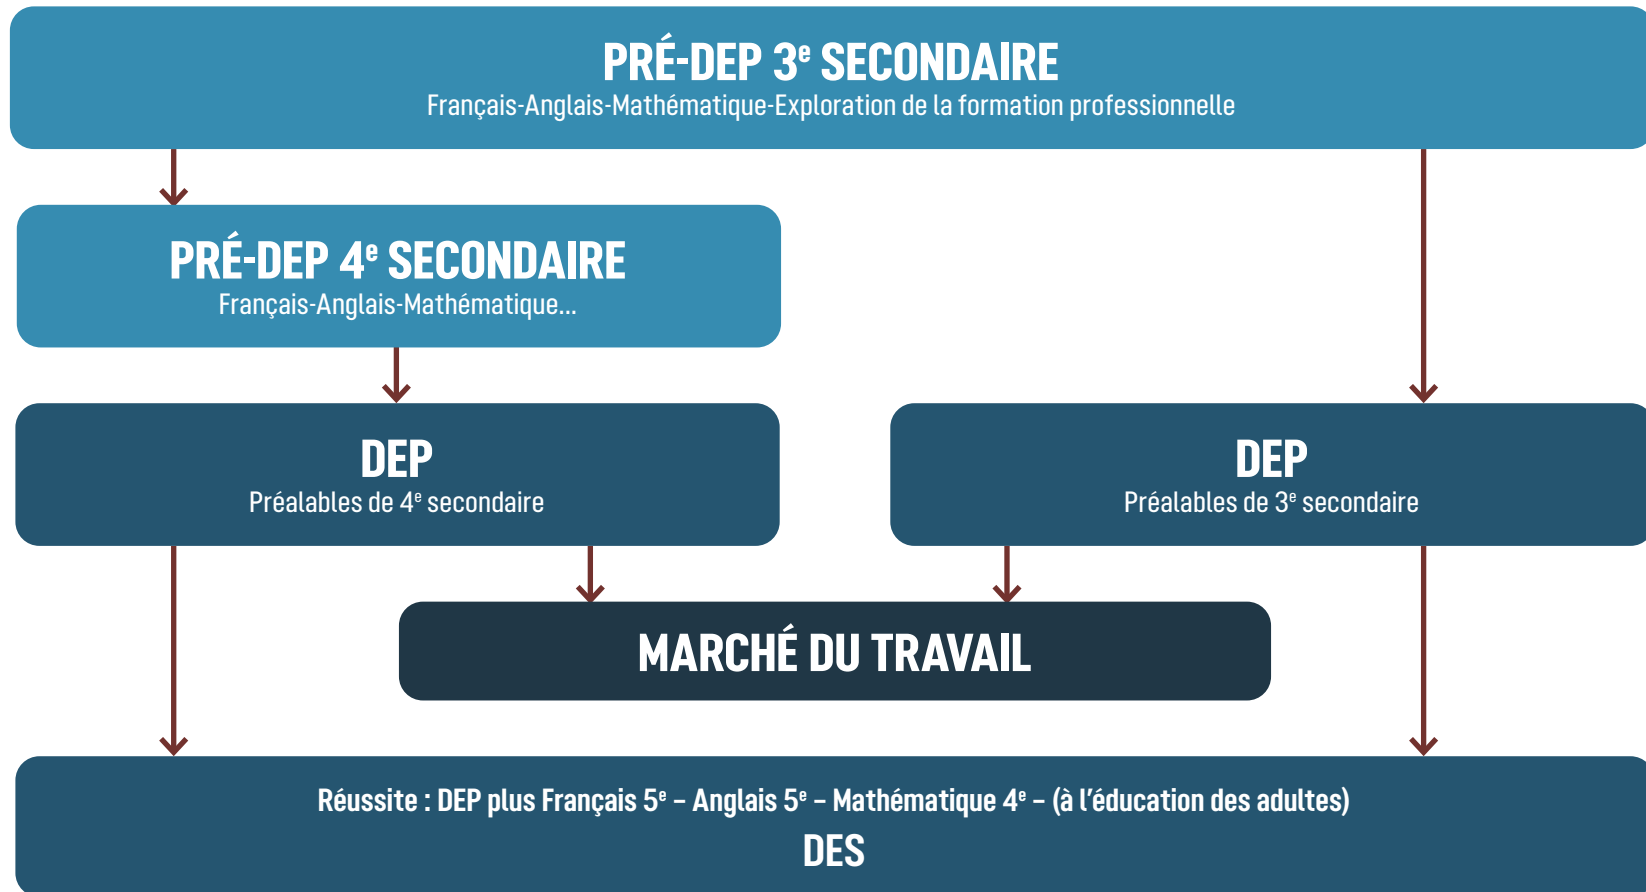 PRÉ-DEP 3e SECONDAIRE
Français-Anglais-Mathématique-Exploration de la formation professionnelle
PRÉ-DEP 4e SECONDAIRE
Français-Anglais-Mathématique...
DEP
Préalables de 4e secondaire
DEP
Préalables de 3e secondaire
MARCHÉ DU TRAVAIL
Réussite : DEP plus Français 5e – Anglais 5e – Mathématique 4e – (à l'éducation des adultes)
DES